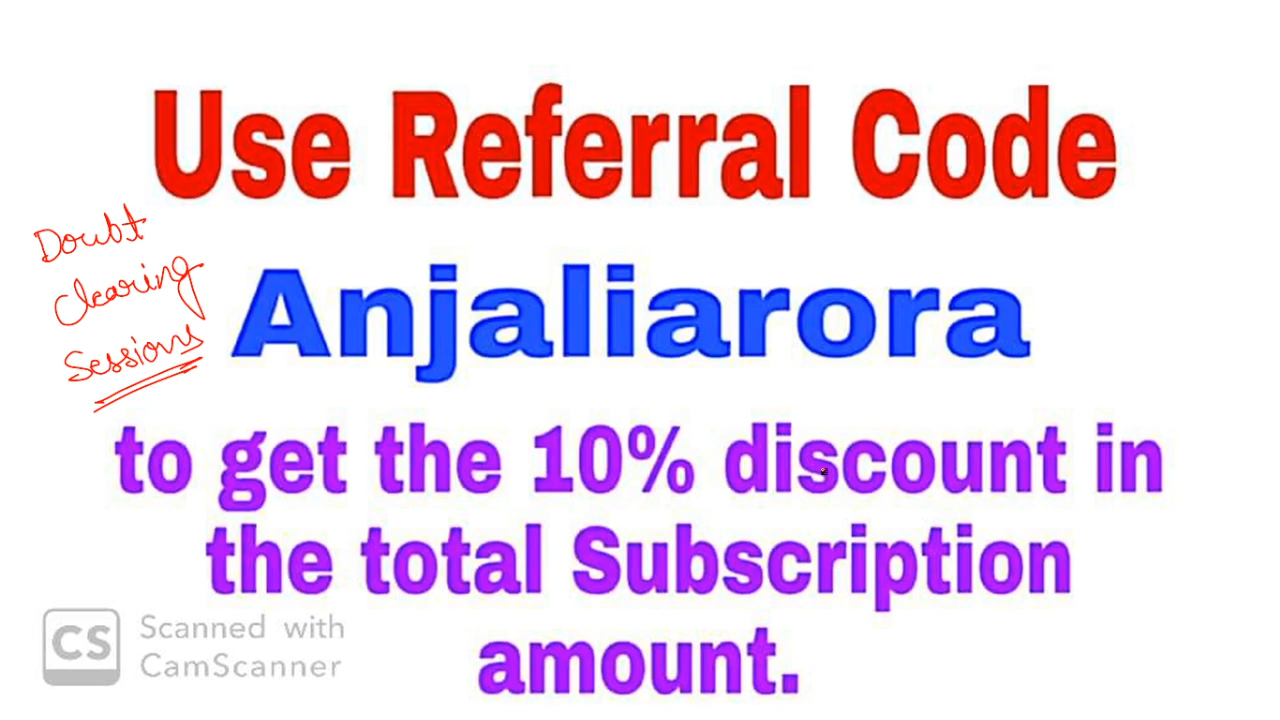 Use Referral Code
Doubt
Clearing
Sessions
Anjaliarora
to get the 10% discount in
the total Subscription
amount.
CS
Scanned with
CamScanner